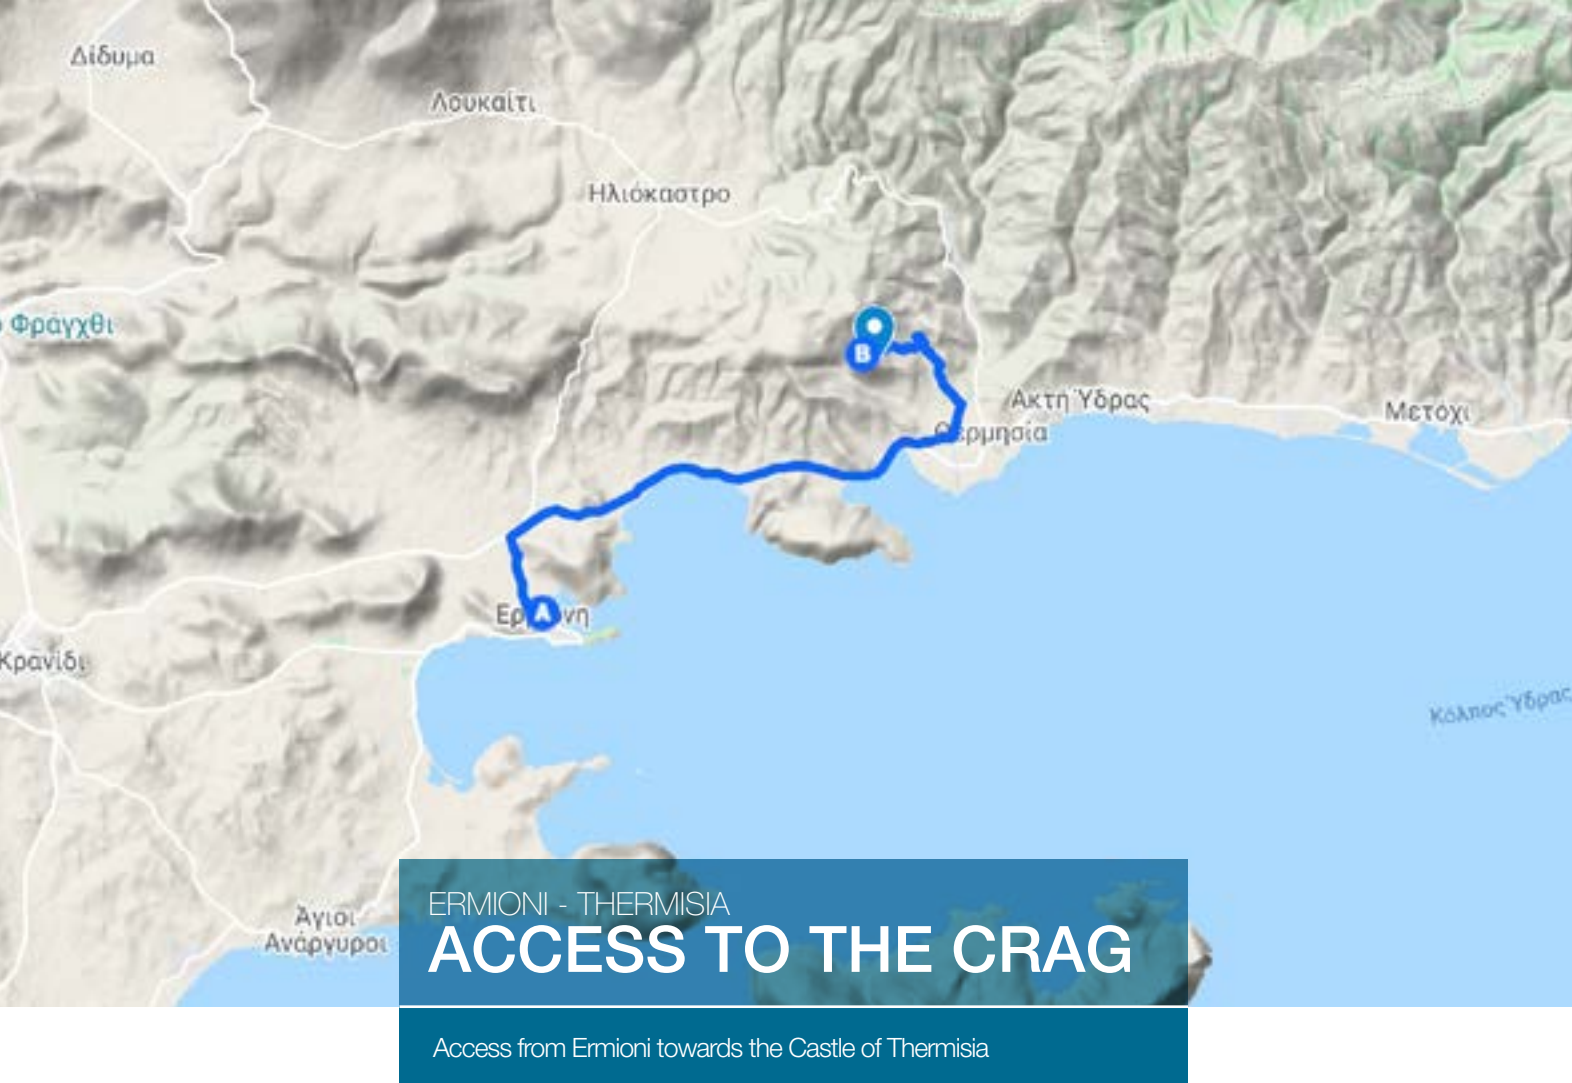 Δίδυμα
Λουκαΐτι
Ηλιόκαστρο
Φράγχθι
B
Ακτή Ύδρας
Μετόχι
Θερμησία
A
Κρανίδι
Κόλπος Ύδρας
Άγιοι
Ανάργυροι
ERMIONI - THERMISIA
ACCESS TO THE CRAG
Access from Ermioni towards the Castle of Thermisia